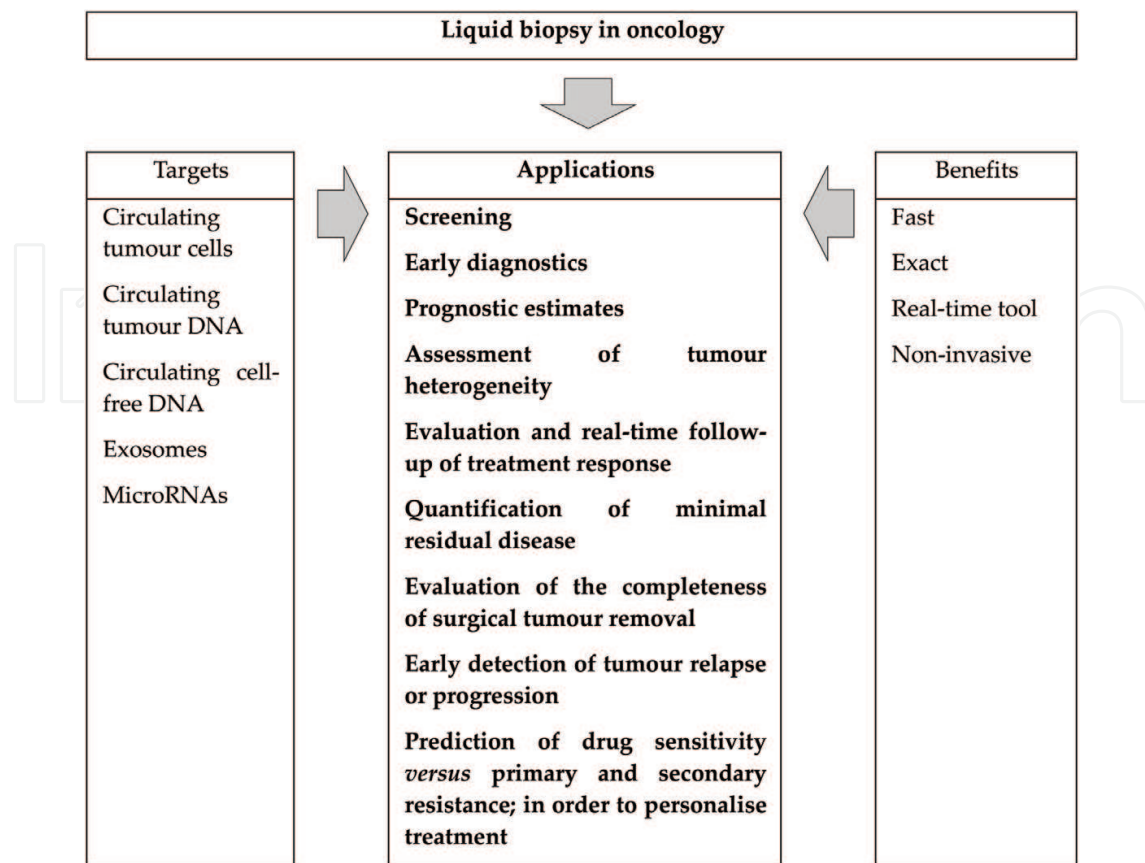 Liquid biopsy in oncology
Targets
Circulating
tumour cells
Circulating
tumour DNA
Circulating cell-
free DNA
Exosomes
MicroRNAs
Applications
Screening
Early diagnostics
Prognostic estimates
Assessment of tumour
heterogeneity
Evaluation and real-time follow-
up of treatment response
Quantification of minimal
residual disease
Evaluation of the completeness
of surgical tumour removal
Early detection of tumour relapse
or progression
Prediction of drug sensitivity
versus primary and secondary
resistance; in order to personalise
treatment
Benefits
Fast
Exact
Real-time tool
Non-invasive